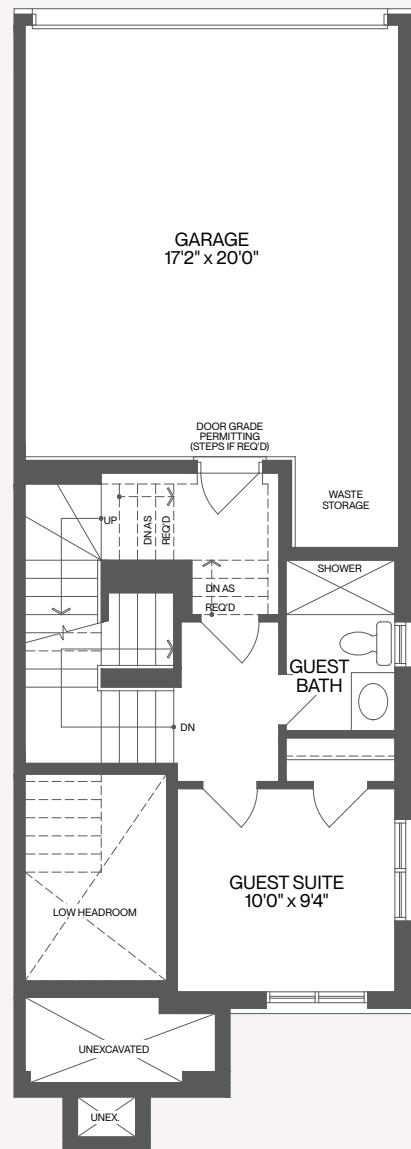 GARAGE
17'2" x 20'0"
DOOR GRADE
PERMITTING
(STEPS IF REQ'D)
WASTE
STORAGE
UP
DN AS
REQ'D
SHOWER
DN AS
REQ'D
GUEST
BATH
DN
GUEST SUITE
10'0" x 9'4"
LOW HEADROOM
UNEXCAVATED
UNEX.